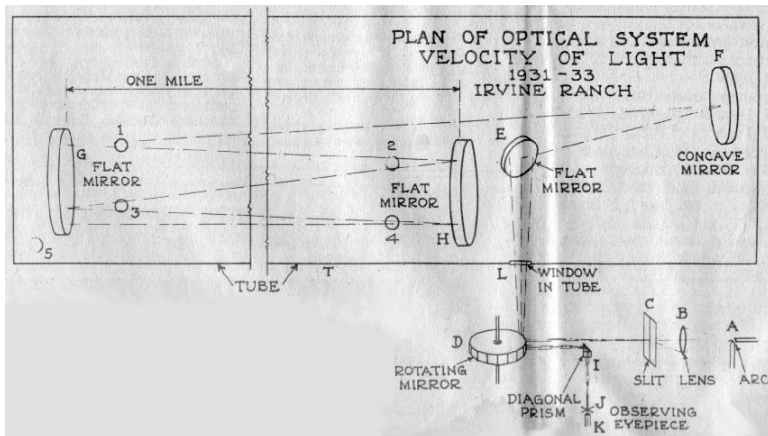 PLAN OF OPTICAL SYSTEM
VELOCITY OF LIGHT
1931-33
IRVINE RANCH
F
ONE MILE
E
1
2
G
FLAT
MIRROR
FLAT
MIRROR
FLAT
MIRROR
CONCAVE
MIRROR
3
4
H
5
T
TUBE
L
WINDOW
IN TUBE
C
B
A
D
ROTATING
MIRROR
I
SLIT
LENS
ARC
DIAGONAL
PRISM
J
OBSERVING
EYEPIECE
K